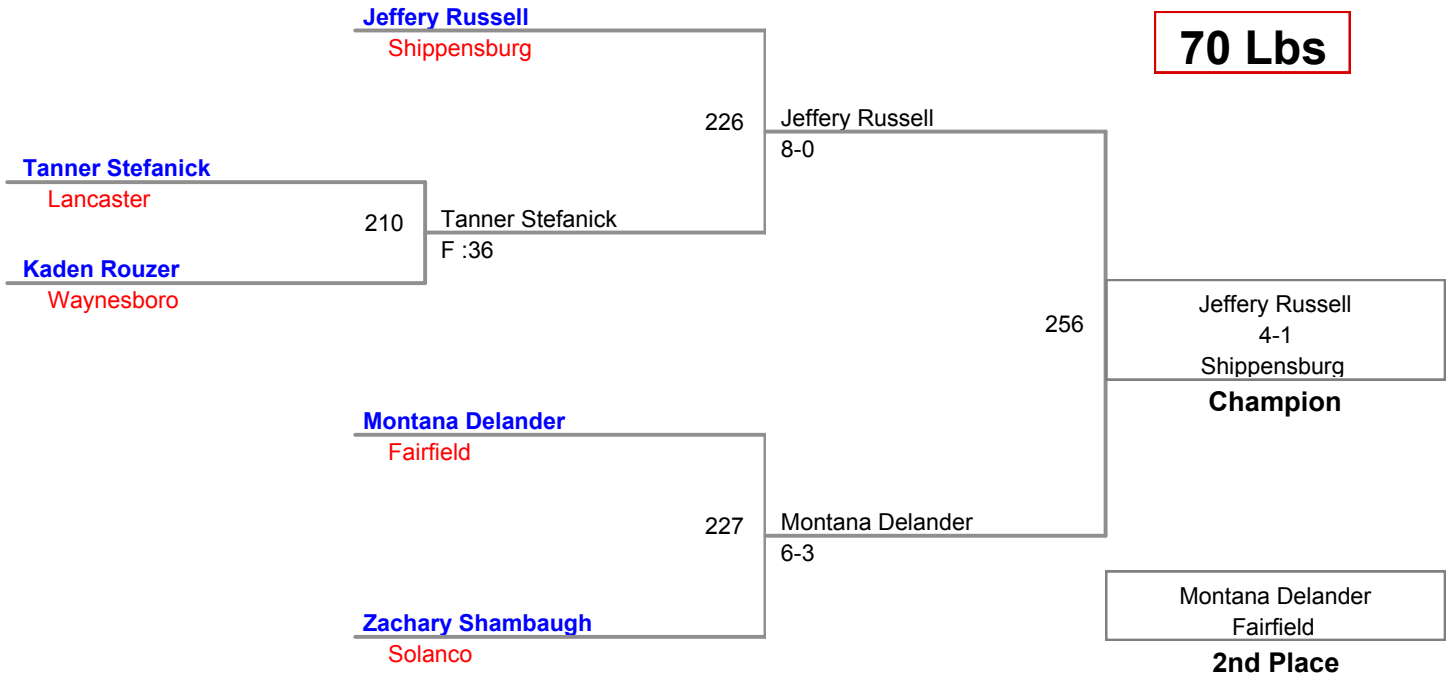 Jeffery Russell
Shippensburg
70 Lbs
226
Jeffery Russell
8-0
Tanner Stefanick
Lancaster
210
Tanner Stefanick
F :36
Kaden Rouzer
Waynesboro
256
Jeffery Russell
4-1
Shippensburg
Champion
Montana Delander
Fairfield
227
Montana Delander
6-3
Zachary Shambaugh
Solanco
Montana Delander
Fairfield
2nd Place